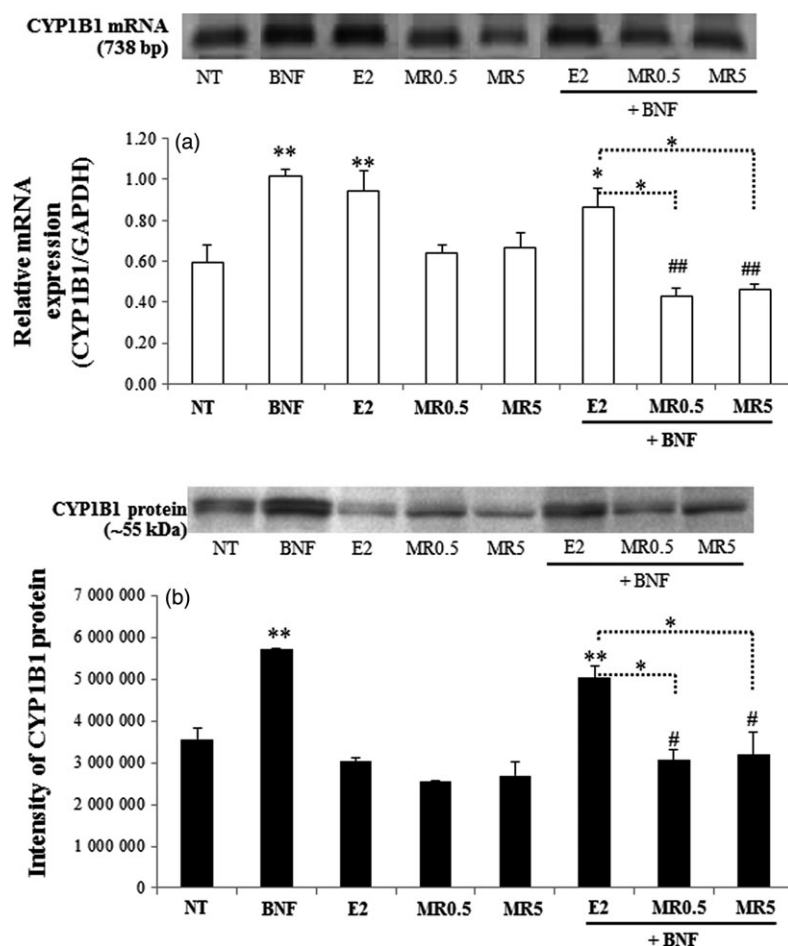 CYP1B1 mRNA
(738 bp)
NT BNF E2 MR0.5 MR5 E2 MR0.5 MR5
+ BNF
Relative mRNA
expression
(CYP1B1/GAPDH)
(a)
1.20
1.00
0.80
0.60
0.40
0.20
0.00
** ** * * *
## ##
NT BNF E2 MR0.5 MR5 E2 MR0.5 MR5
+ BNF
CYP1B1 protein
(~55 kDa)
NT BNF E2 MR0.5 MR5 E2 MR0.5 MR5
+ BNF
Intensity of CYP1B1 protein
(b)
7 000 000
6 000 000
5 000 000
4 000 000
3 000 000
2 000 000
1 000 000
0
** ** * *
# #
NT BNF E2 MR0.5 MR5 E2 MR0.5 MR5
+ BNF